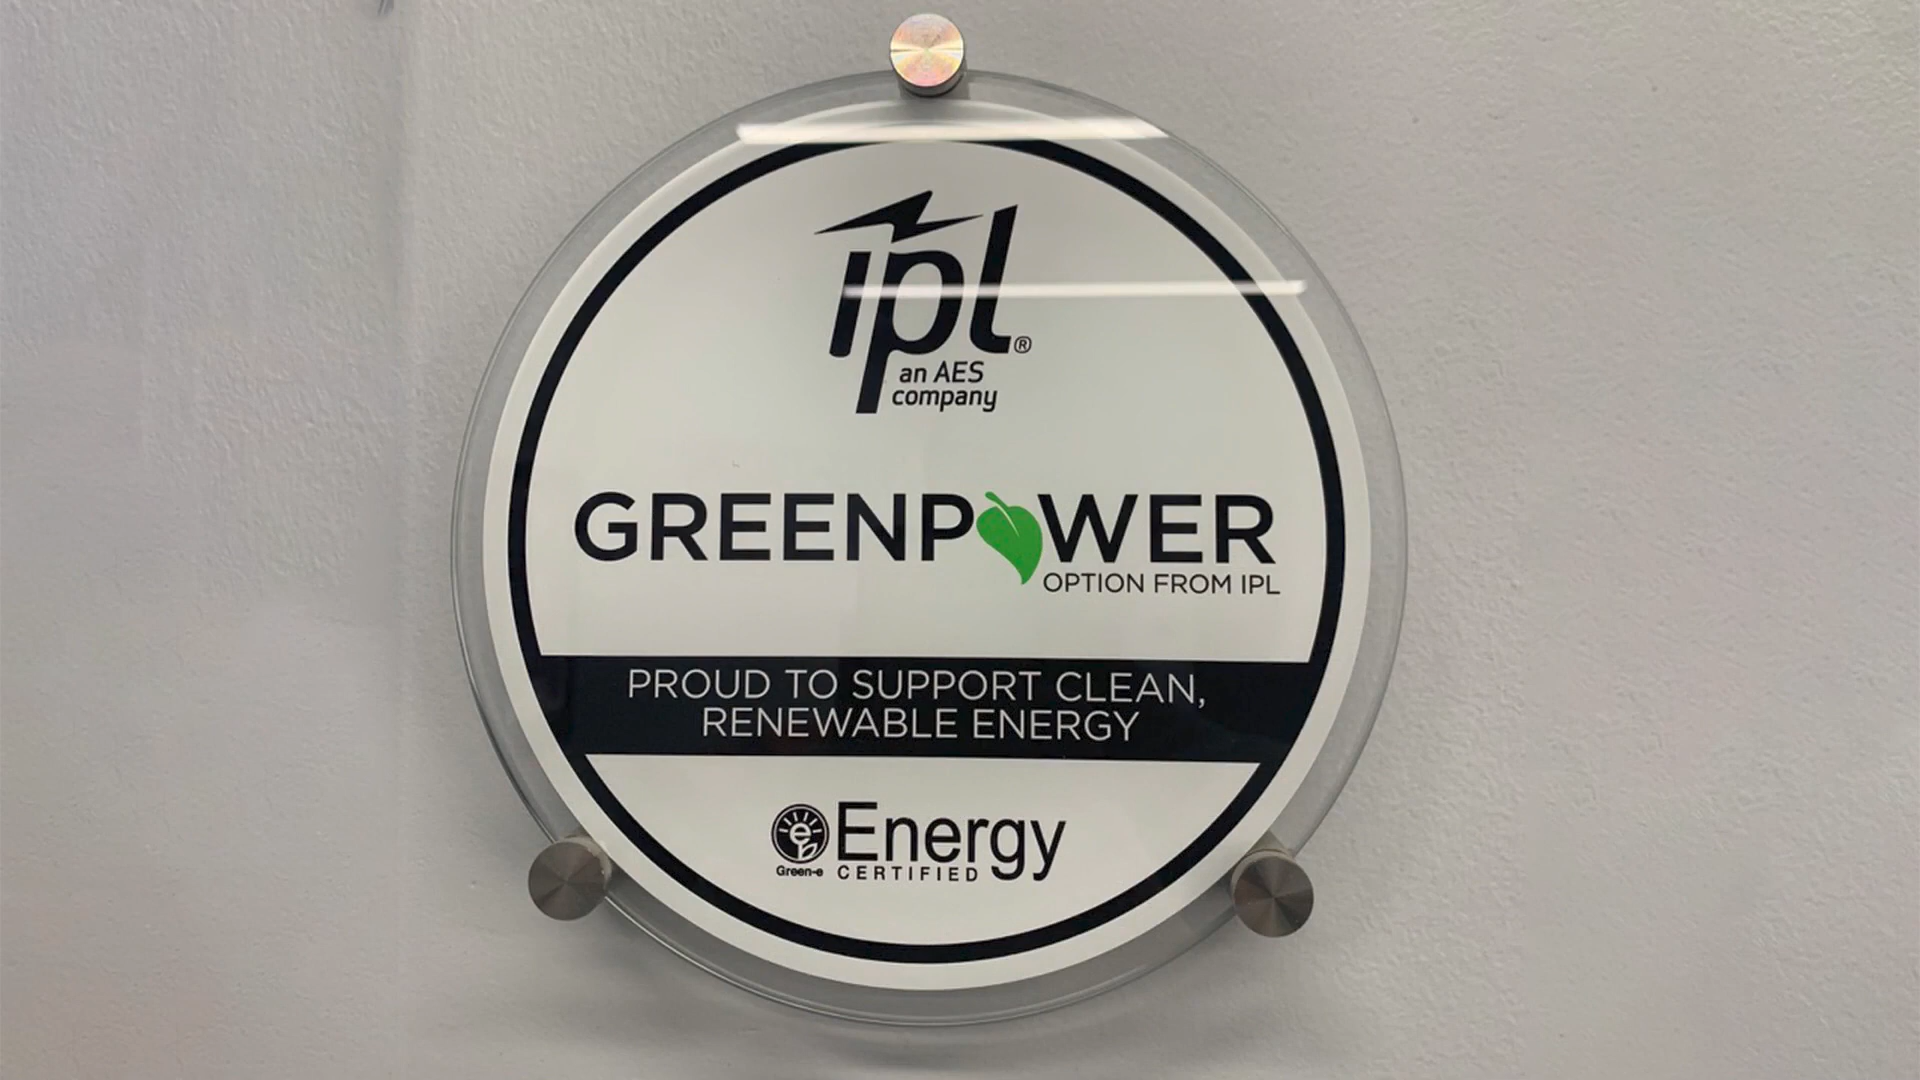 ipl®
an AES
company
GREENPOWER
OPTION FROM IPL
PROUD TO SUPPORT CLEAN,
RENEWABLE ENERGY
e Energy
Green-e CERTIFIED